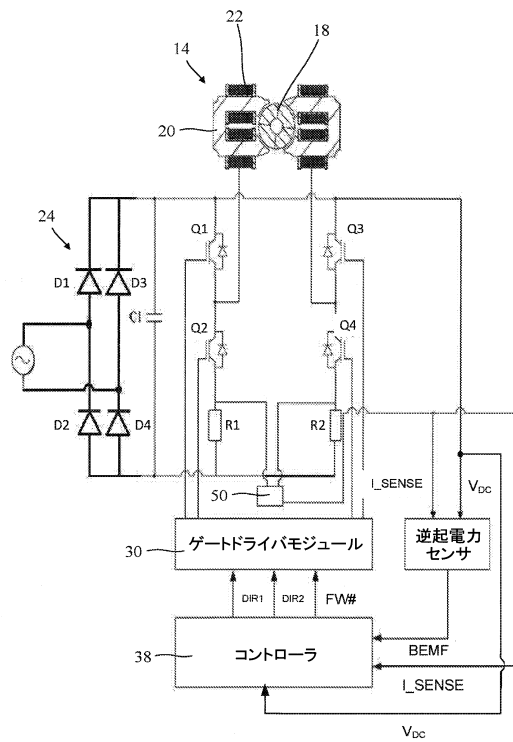 22
18
14
20
24
Q1
Q3
D1
D3
C1
Q2
Q4
D2
D4
R1
R2
50
I_SENSE
VDC
30
ゲートドライバモジュール
逆起電力
センサ
DIR1
DIR2
FW#
BEMF
38
コントローラ
I_SENSE
VDC